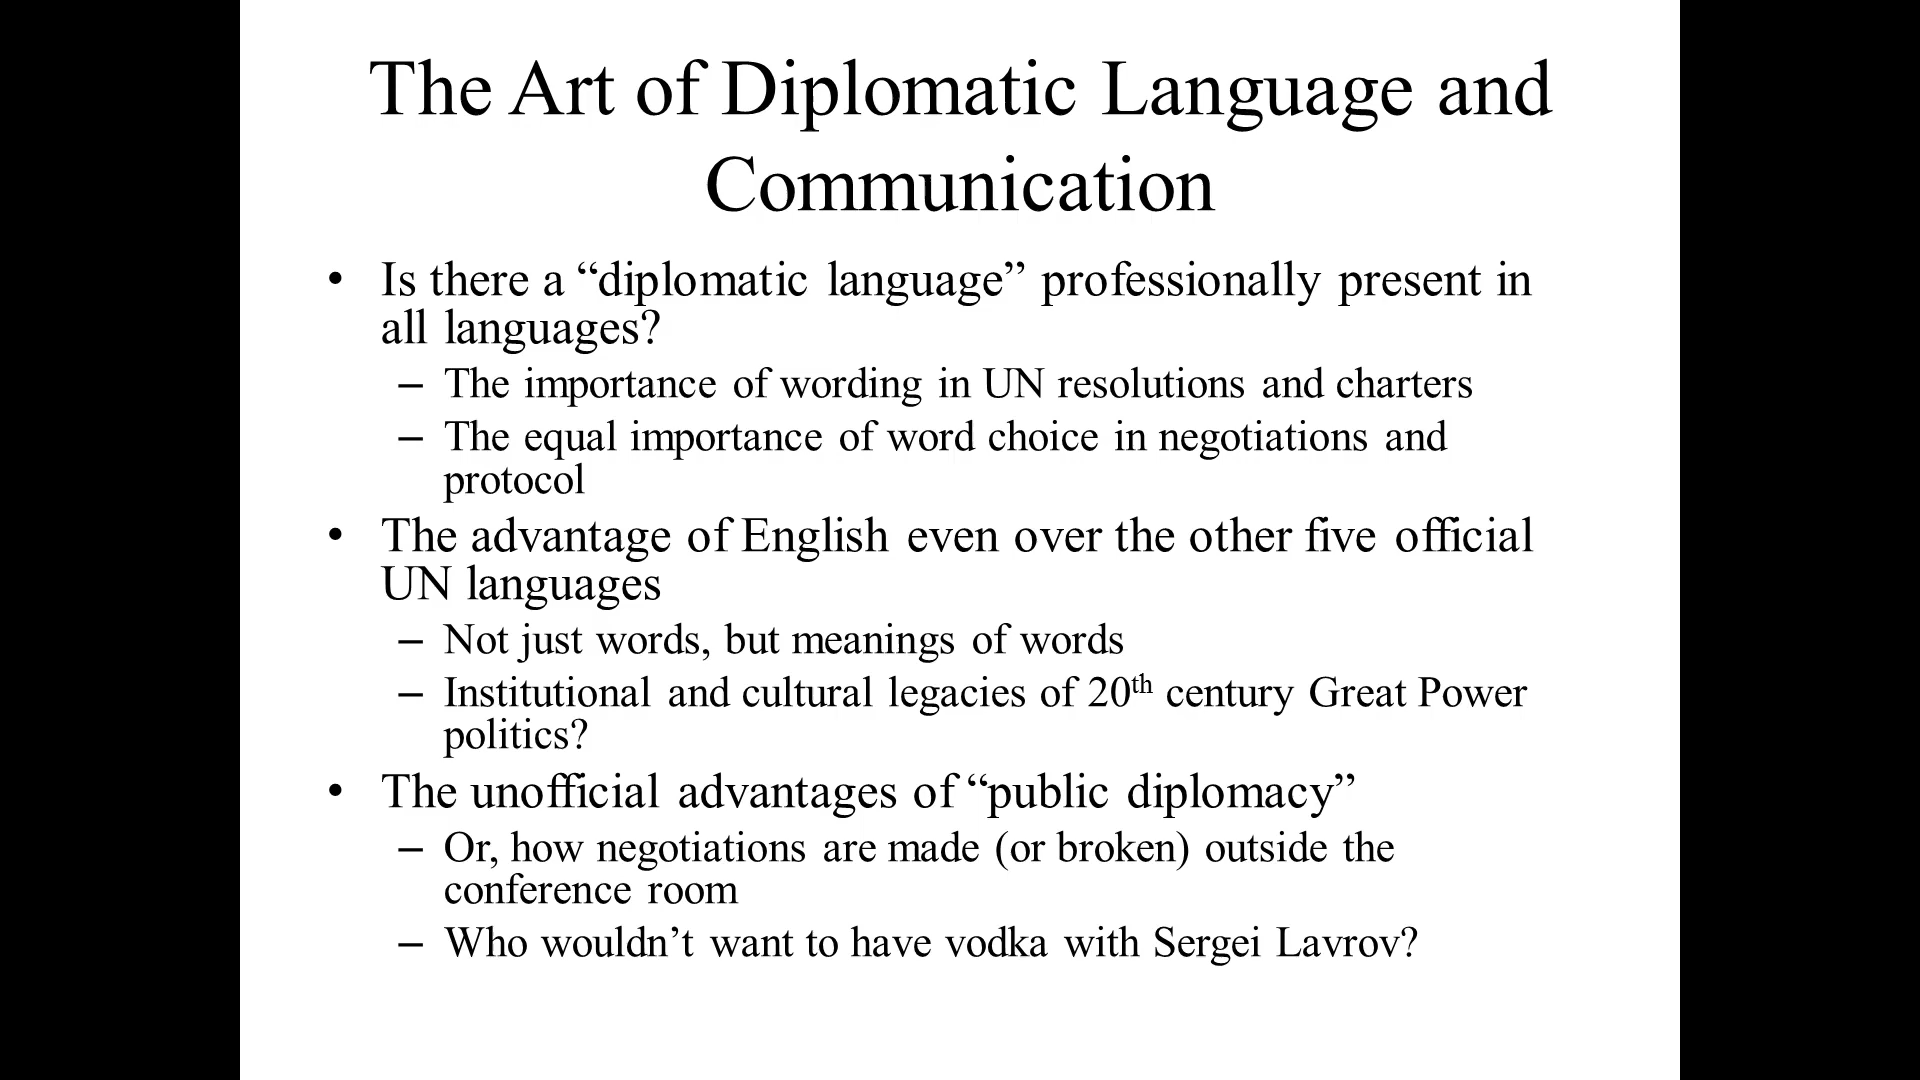 The Art of Diplomatic Language and
Communication
• Is there a “diplomatic language” professionally present in
all languages?
– The importance of wording in UN resolutions and charters
– The equal importance of word choice in negotiations and
protocol
• The advantage of English even over the other five official
UN languages
– Not just words, but meanings of words
– Institutional and cultural legacies of 20th century Great Power
politics?
• The unofficial advantages of “public diplomacy”
– Or, how negotiations are made (or broken) outside the
conference room
– Who wouldn’t want to have vodka with Sergei Lavrov?